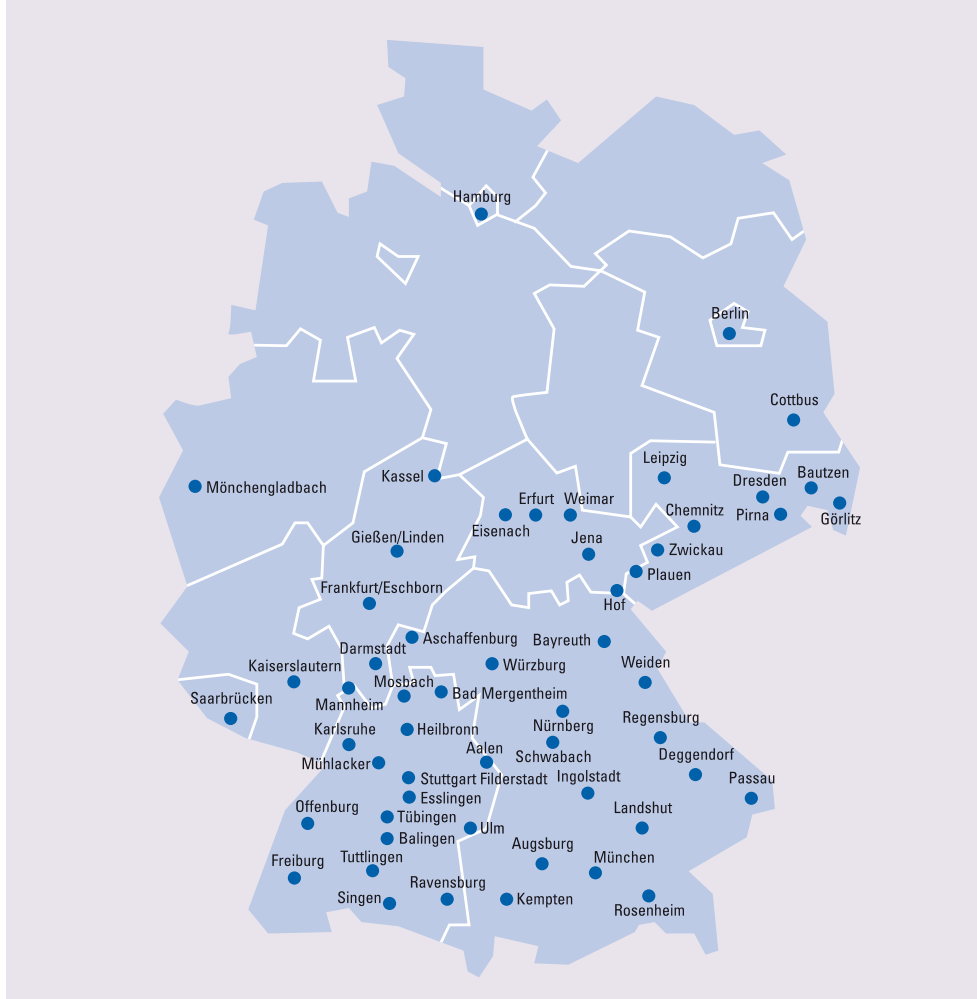 Hamburg
Berlin
Cottbus
Leipzig
Bautzen
Dresden
Kassel
Mönchengladbach
Erfurt
Weimar
Chemnitz
Pirna
Görlitz
Eisenach
Gießen/Linden
Jena
Zwickau
Plauen
Frankfurt/Eschborn
Hof
Aschaffenburg
Bayreuth
Darmstadt
Kaiserslautern
Würzburg
Weiden
Mosbach
Saarbrücken
Mannheim
Bad Mergentheim
Regensburg
Karlsruhe
Heilbronn
Nürnberg
Aalen
Schwabach
Deggendorf
Mühlacker
Stuttgart Filderstadt
Ingolstadt
Passau
Esslingen
Offenburg
Tübingen
Landshut
Ulm
Balingen
Augsburg
Freiburg
Tuttlingen
München
Ravensburg
Singen
Kempten
Rosenheim